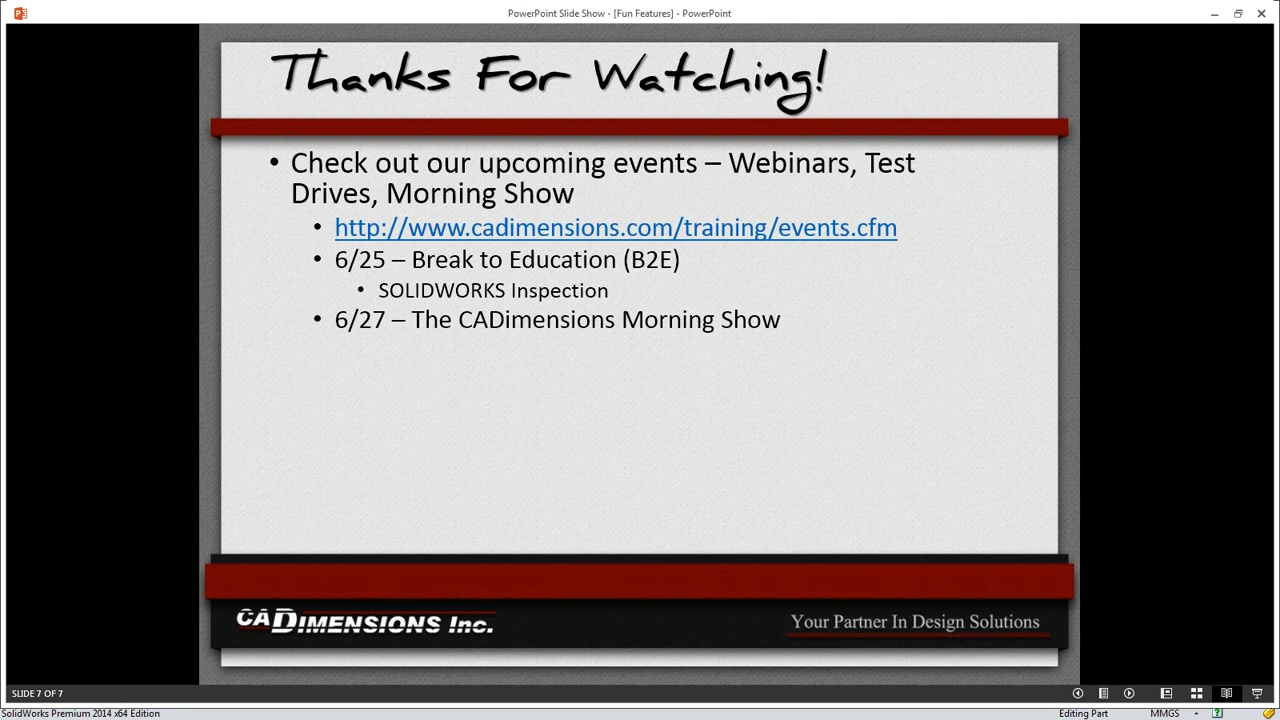 PowerPoint Slide Show - [Fun Features] - PowerPoint
Thanks For Watching!
• Check out our upcoming events – Webinars, Test
Drives, Morning Show
• http://www.cadimensions.com/training/events.cfm
• 6/25 – Break to Education (B2E)
• SOLIDWORKS Inspection
• 6/27 – The CADimensions Morning Show
CADIMENSIONS INC.
Your Partner In Design Solutions
SLIDE 7 OF 7
SolidWorks Premium 2014 x64 Edition
Editing Part
MMGS